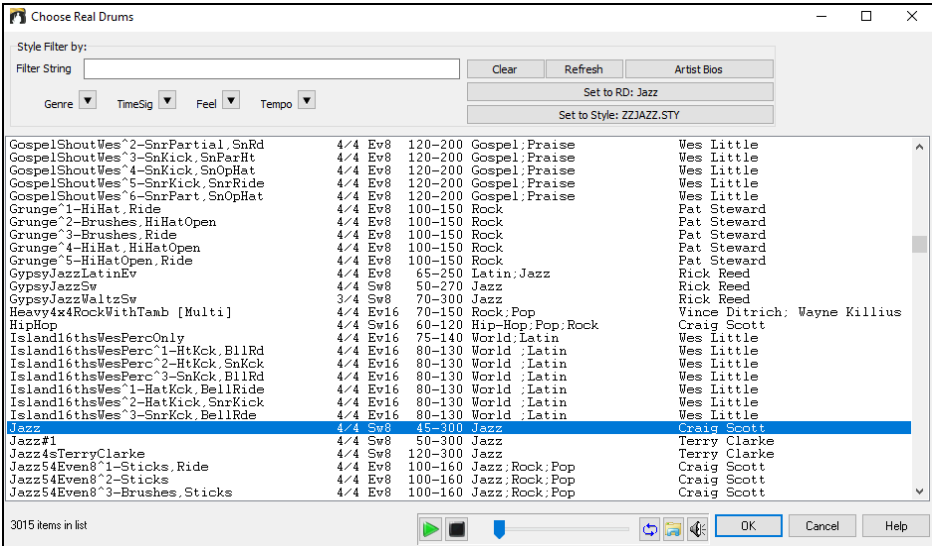 Choose Real Drums
Style Filter by:
Filter String Clear Refresh Artist Bios
Genre TimeSig Feel Tempo Set to RD: Jazz
Set to Style: ZZJAZZ.STY
GospelShoutWes^2-SnrPartial,SnRd 4/4 Ev8 120-200 Gospel;Praise Wes Little
GospelShoutWes^3-SnKick,SnParHt 4/4 Ev8 120-200 Gospel;Praise Wes Little
GospelShoutWes^4-SnKick,SnOpHat 4/4 Ev8 120-200 Gospel;Praise Wes Little
GospelShoutWes^5-SnrKick,SnrRide 4/4 Ev8 120-200 Gospel;Praise Wes Little
GospelShoutWes^6-SnrPart,SnOpHat 4/4 Ev8 120-200 Gospel;Praise Wes Little
Grunge^1-HiHat,Ride 4/4 Ev8 100-150 Rock Pat Steward
Grunge^2-Brushes,HiHatOpen 4/4 Ev8 100-150 Rock Pat Steward
Grunge^3-Brushes,Ride 4/4 Ev8 100-150 Rock Pat Steward
Grunge^4-HiHat,HiHatOpen 4/4 Ev8 100-150 Rock Pat Steward
Grunge^5-HiHatOpen,Ride 4/4 Ev8 100-150 Rock Pat Steward
GypsyJazzLatinEv 4/4 Ev8 65-250 Latin;Jazz Rick Reed
GypsyJazzSw 4/4 Sw8 50-270 Jazz Rick Reed
GypsyJazzWaltzSw 3/4 Sw8 70-300 Jazz Rick Reed
Heavy4x4RockWithTamb [Multi] 4/4 Ev16 70-150 Rock;Pop Vince Ditrich; Wayne Killius
HipHop 4/4 Sw16 60-120 Hip-Hop;Pop;Rock Craig Scott
Island16thsWesPercOnly 4/4 Ev16 75-140 World;Latin Wes Little
Island16thsWesPerc^1-HtKck,BllRd 4/4 Ev16 80-130 World ;Latin Wes Little
Island16thsWesPerc^2-HtKck,SnKck 4/4 Ev16 80-130 World ;Latin Wes Little
Island16thsWesPerc^3-SnKck,BllRd 4/4 Ev16 80-130 World ;Latin Wes Little
Island16thsWes^1-HatKck,BellRide 4/4 Ev16 80-130 World ;Latin Wes Little
Island16thsWes^2-HatKick,SnrKick 4/4 Ev16 80-130 World ;Latin Wes Little
Island16thsWes^3-SnrKck,BellRde 4/4 Ev16 80-130 World ;Latin Wes Little
Jazz 4/4 Sw8 45-300 Jazz Craig Scott
Jazz#1 4/4 Sw8 50-300 Jazz Terry Clarke
Jazz4sTerryClarke 4/4 Sw8 120-300 Jazz Terry Clarke
Jazz54Even8^1-Sticks,Ride 4/4 Ev8 100-160 Jazz;Rock;Pop Craig Scott
Jazz54Even8^2-Sticks 4/4 Ev8 100-160 Jazz;Rock;Pop Craig Scott
Jazz54Even8^3-Brushes,Sticks 4/4 Ev8 100-160 Jazz;Rock;Pop Craig Scott
3015 items in list OK Cancel Help